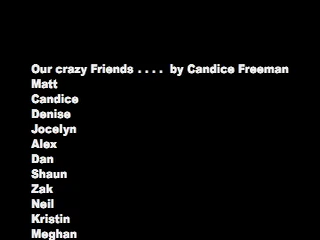 Our crazy Friends . . . .  by Candice Freeman
Matt
Candice
Denise
Jocelyn
Alex
Dan
Shaun
Zak
Neil
Kristin
Meghan